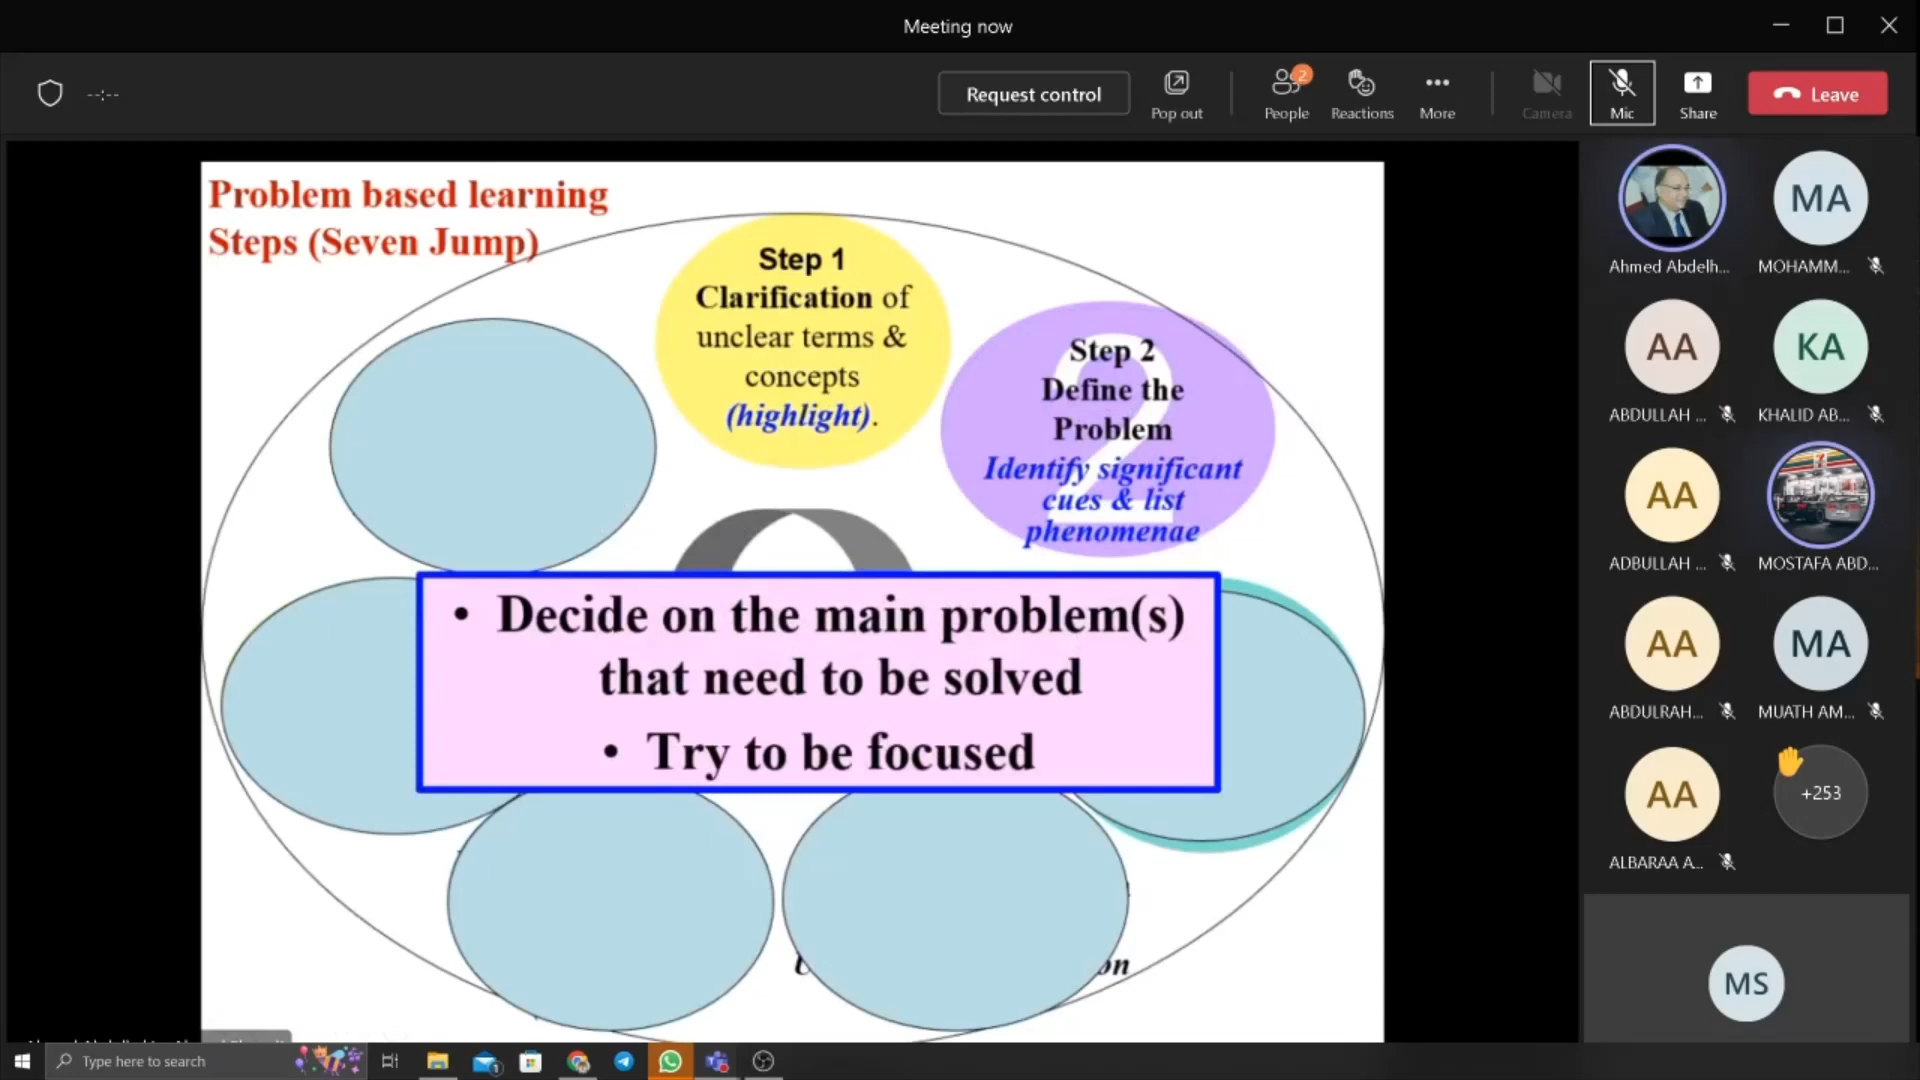 Meeting now
--:--
Request control
Pop out
2
People
Reactions
More
Camera
Mic
Share
Leave
Problem based learning
Steps (Seven Jump)
Step 1
Clarification of
unclear terms &
concepts
(highlight).
2
Step 2
Define the
Problem
Identify significant
cues & list
phenomenae
• Decide on the main problem(s)
that need to be solved
• Try to be focused
on
Ahmed Abdelh...
MA
MOHAMM...
AA
ABDULLAH ...
KA
KHALID AB...
AA
ADBULLAH ...
MOSTAFA ABD...
AA
ABDULRAH...
MA
MUATH AM...
AA
ALBARAA A...
+253
MS
Type here to search
1